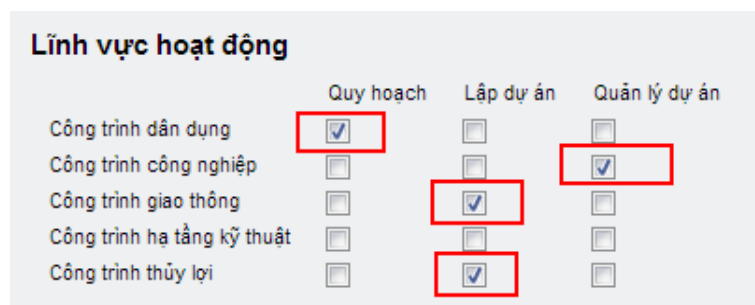 Lĩnh vực hoạt động
Quy hoạch Lập dự án Quản lý dự án
Công trình dân dụng
Công trình công nghiệp
Công trình giao thông
Công trình hạ tầng kỹ thuật
Công trình thủy lợi